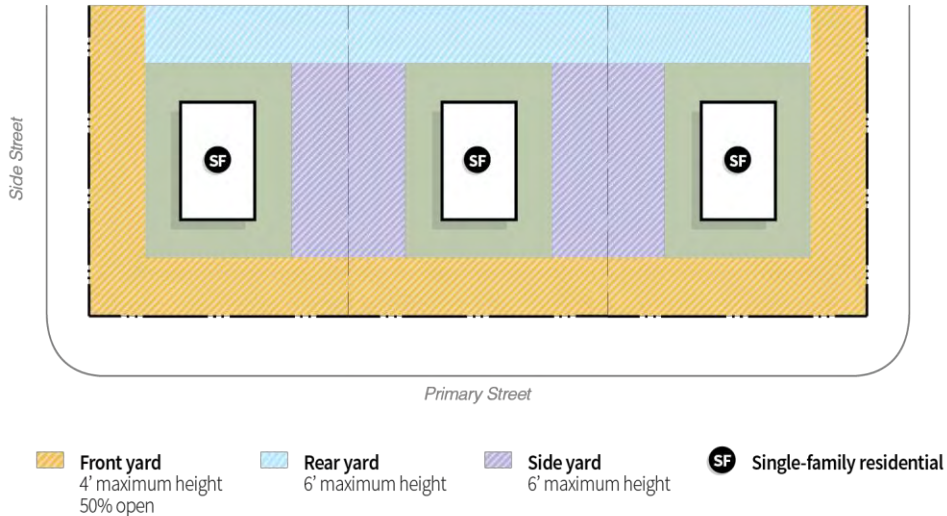 Side Street
SF
SF
SF
Primary Street
Front yard
4’ maximum height
50% open
Rear yard
6’ maximum height
Side yard
6’ maximum height
SF
Single-family residential